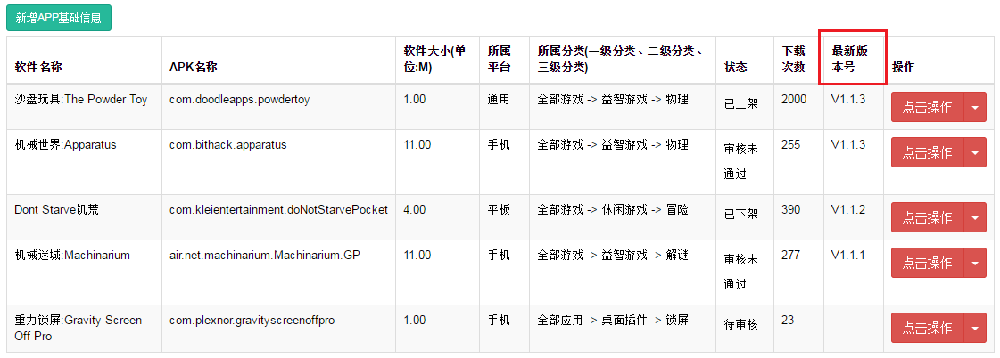 新增APP基础信息
软件名称 APK名称 软件大小(单位:M) 所属平台 所属分类(一级分类、二级分类、三级分类) 状态 下载次数 最新版本号 操作
沙盘玩具:The Powder Toy com.doodleapps.powdertoy 1.00 通用 全部游戏 -> 益智游戏 -> 物理 已上架 2000 V1.1.3 点击操作
机械世界:Apparatus com.bithack.apparatus 11.00 手机 全部游戏 -> 益智游戏 -> 物理 审核未通过 255 V1.1.3 点击操作
Dont Starve饥荒 com.kleientertainment.doNotStarvePocket 4.00 平板 全部游戏 -> 休闲游戏 -> 冒险 已下架 390 V1.1.2 点击操作
机械迷城:Machinarium air.net.machinarium.Machinarium.GP 11.00 手机 全部游戏 -> 益智游戏 -> 解谜 审核未通过 277 V1.1.1 点击操作
重力锁屏:Gravity Screen Off Pro com.plexnor.gravityscreenoffpro 1.00 手机 全部应用 -> 桌面插件 -> 锁屏 待审核 23 点击操作